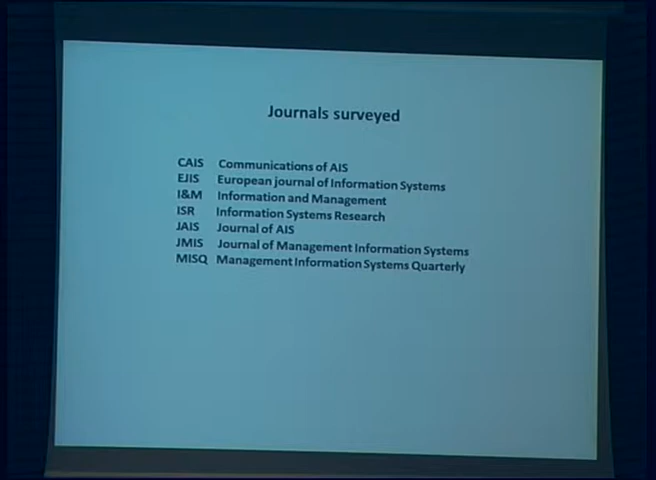 Journals surveyed
CAIS Communications of AIS
EJIS European journal of Information Systems
I&M Information and Management
ISR Information Systems Research
JAIS Journal of AIS
JMIS Journal of Management Information Systems
MISQ Management Information Systems Quarterly